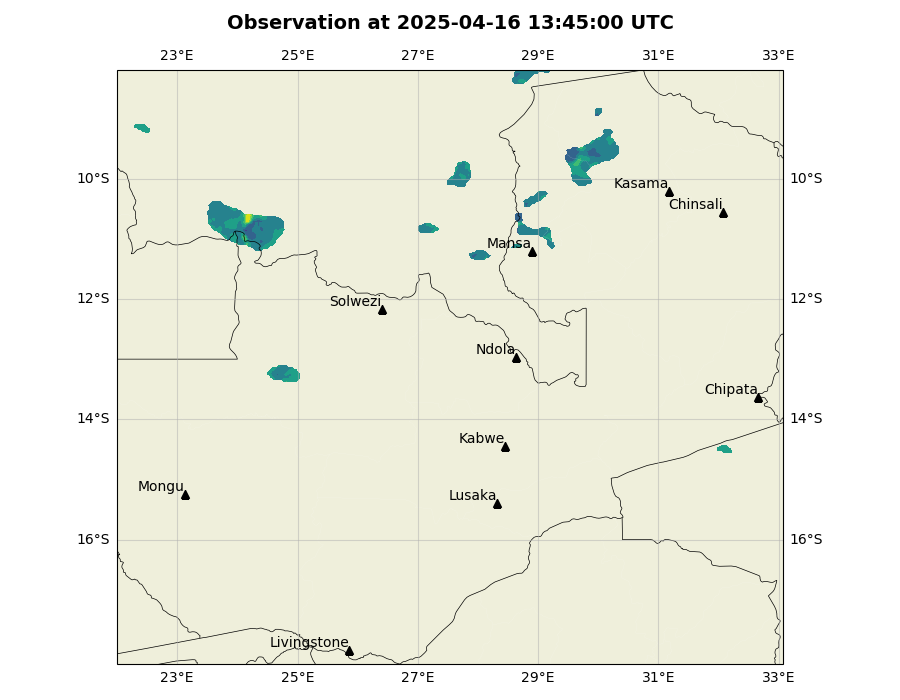 Observation at 2025-04-16 13:45:00 UTC
23°E 25°E 27°E 29°E 31°E 33°E
10°S 10°S
Kasama
Chinsali
Mansa
12°S 12°S
Solwezi
Ndola
Chipata
14°S 14°S
Kabwe
Mongu
Lusaka
16°S 16°S
Livingstone
23°E 25°E 27°E 29°E 31°E 33°E